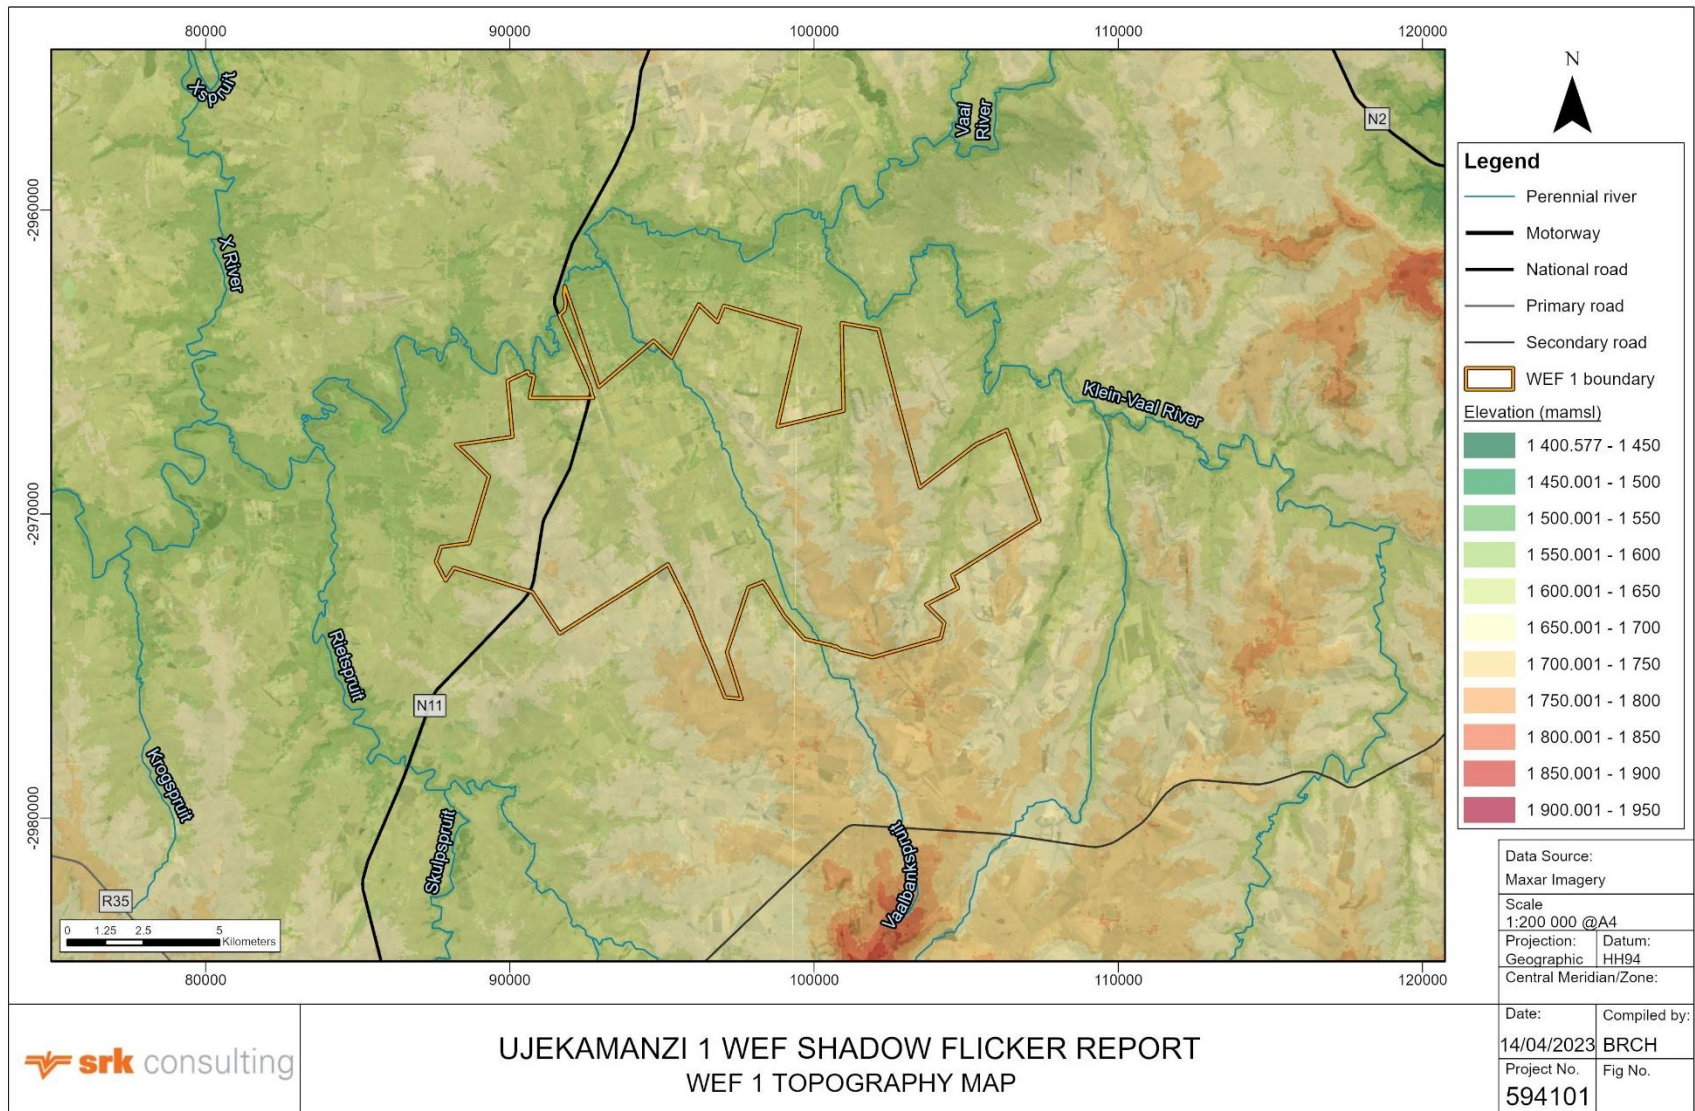 80000
90000
100000
110000
120000
N
-2960000
-2970000
-2980000
Xspruit
Vaal
River
N2
X River
Klein-Vaal River
Rietspruit
N11
Krogspruit
Skulpspruit
Vaalbankspruit
R35
0 1.25 2.5 5
Kilometers
80000
90000
100000
110000
120000
Legend
Perennial river
Motorway
National road
Primary road
Secondary road
WEF 1 boundary
Elevation (mamsl)
1 400.577 - 1 450
1 450.001 - 1 500
1 500.001 - 1 550
1 550.001 - 1 600
1 600.001 - 1 650
1 650.001 - 1 700
1 700.001 - 1 750
1 750.001 - 1 800
1 800.001 - 1 850
1 850.001 - 1 900
1 900.001 - 1 950
Data Source:
Maxar Imagery
Scale
1:200 000 @A4
Projection:
Geographic
Datum:
HH94
Central Meridian/Zone:
srk consulting
UJEKAMANZI 1 WEF SHADOW FLICKER REPORT
WEF 1 TOPOGRAPHY MAP
Date:
14/04/2023
Compiled by:
BRCH
Project No.
594101
Fig No.